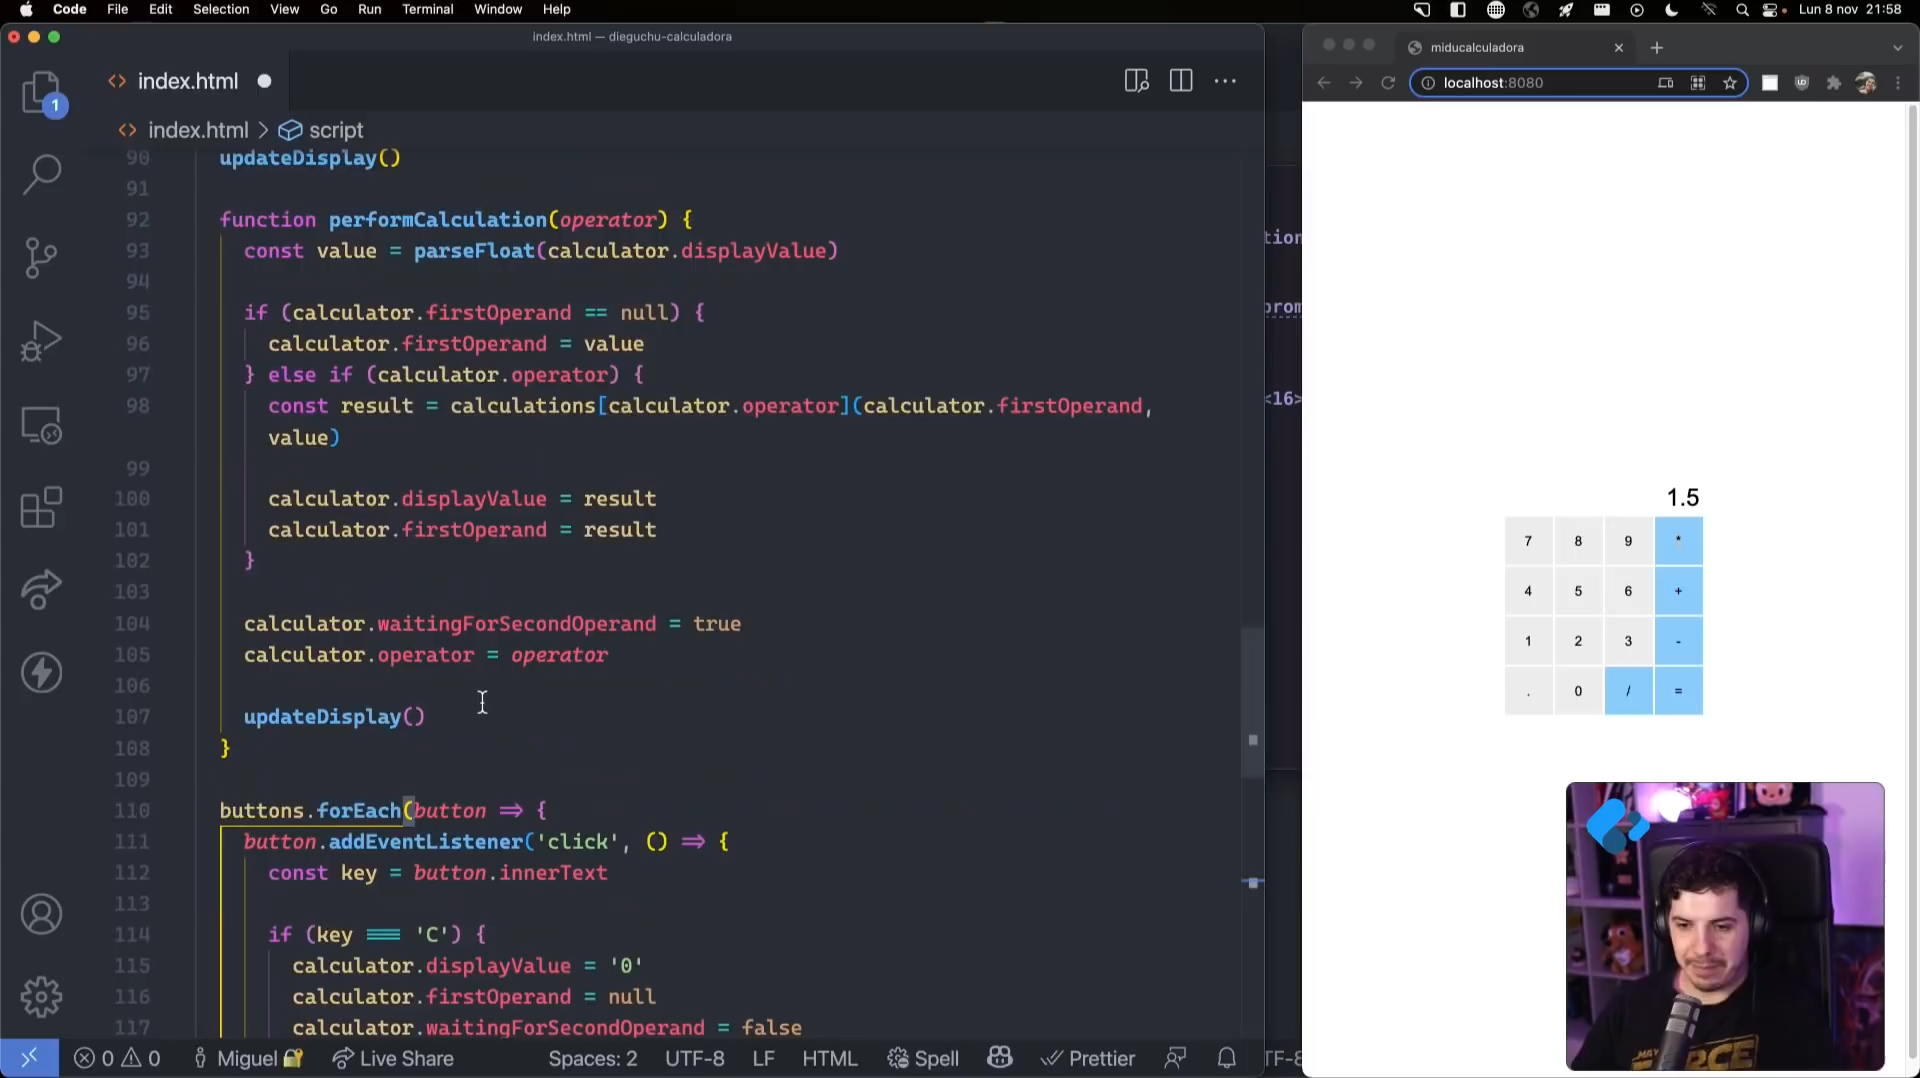 Code File Edit Selection View Go Run Terminal Window Help
Lun 8 nov 21:58
index.html — dieguchu-calculadora
index.html
1
index.html > script
90 updateDisplay()
91
92 function performCalculation(operator) {
93 const value = parseFloat(calculator.displayValue)
94
95 if (calculator.firstOperand == null) {
96 calculator.firstOperand = value
97 } else if (calculator.operator) {
98 const result = calculations[calculator.operator](calculator.firstOperand,
value)
99
100 calculator.displayValue = result
101 calculator.firstOperand = result
102 }
103
104 calculator.waitingForSecondOperand = true
105 calculator.operator = operator
106
107 updateDisplay()
108 }
109
110 buttons.forEach(button => {
111 button.addEventListener('click', () => {
112 const key = button.innerText
113
114 if (key === 'C') {
115 calculator.displayValue = '0'
116 calculator.firstOperand = null
117 calculator.waitingForSecondOperand = false
0 0 Miguel Live Share Spaces: 2 UTF-8 LF HTML Spell Prettier
tion
prom
<16>
TF-8
miducalculadora
localhost:8080
1.5
7 8 9 *
4 5 6 +
1 2 3 -
. 0 / =